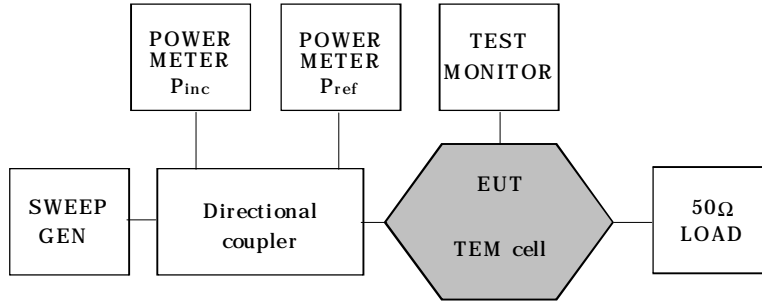 POWER
METER
Pinc
POWER
METER
Pref
TEST
MONITOR
SWEEP
GEN
Directional
coupler
EUT
TEM cell
50Ω
LOAD